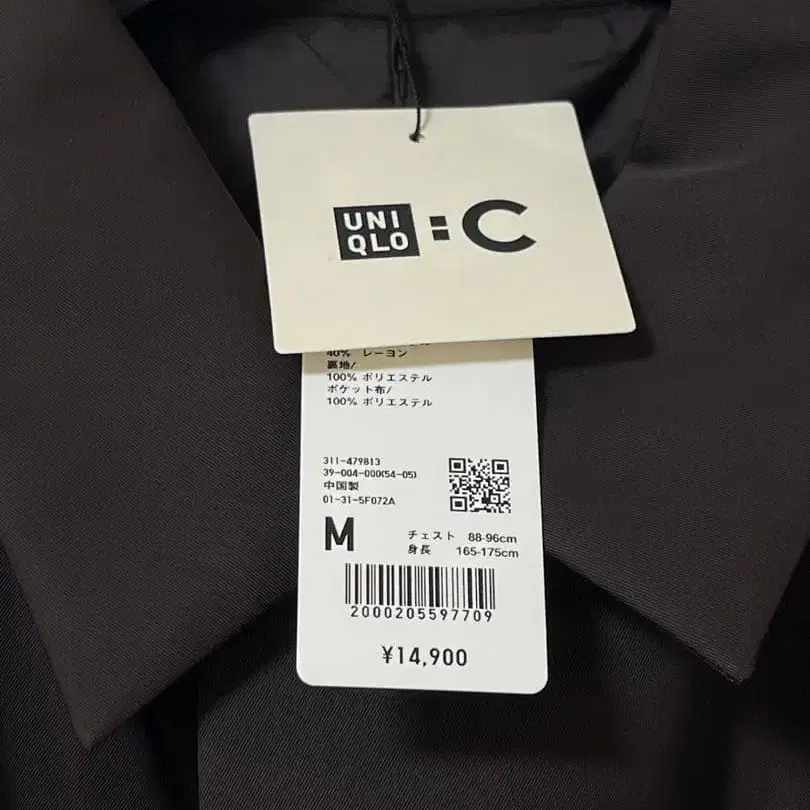 UNI
QLO
: C
40% レーヨン
裏地/
100% ポリエステル
ポケット布/
100% ポリエステル
311-479813
39-004-000(54-05)
中国製
01-31-5F072A
M
チェスト 88-96cm
身長 165-175cm
2000205597709
¥14,900